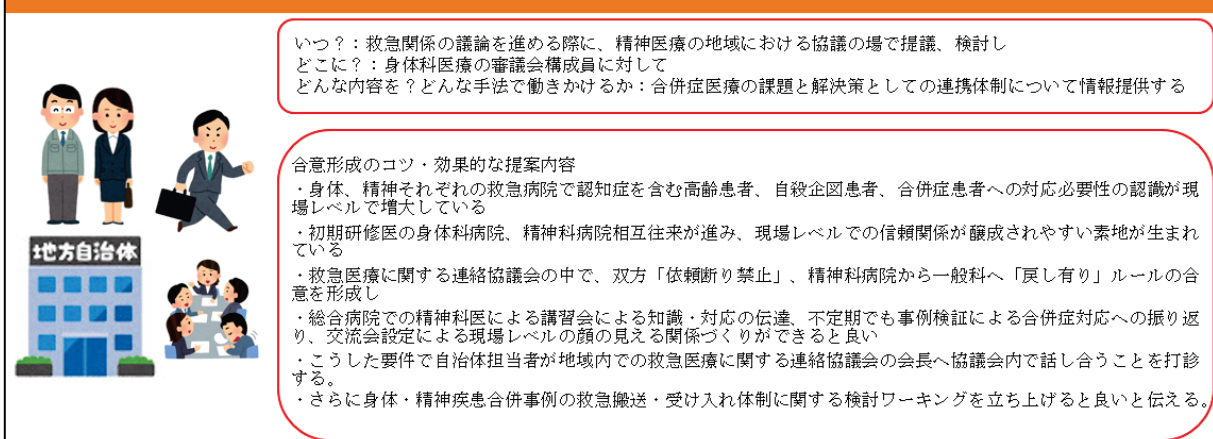 いつ？：救急関係の議論を進める際に、精神医療の地域における協議の場で提議、検討し
どこに？：身体科医療の審議会構成員に対して
どんな内容を？どんな手法で働きかけるか：合併症医療の課題と解決策としての連携体制について情報提供する
合意形成のコツ・効果的な提案内容
・身体、精神それぞれの救急病院で認知症を含む高齢患者、自殺企図患者、合併症患者への対応必要性の認識が現
場レベルで増大している
・初期研修医の身体科病院、精神科病院相互往来が進み、現場レベルでの信頼関係が醸成されやすい素地が生まれ
ている
・救急医療に関する連絡協議会の中で、双方「依頼断り禁止」、精神科病院から一般科へ「戻し有り」ルールの合
意を形成し
・総合病院での精神科医による講習会による知識・対応の伝達、不定期でも事例検証による合併症対応への振り返
り、交流会設定による現場レベルの顔の見える関係づくりができると良い
・こうした要件で自治体担当者が地域内での救急医療に関する連絡協議会の会長へ協議会内で話し合うことを打診
する。
・さらに身体・精神疾患合併事例の救急搬送・受け入れ体制に関する検討ワーキングを立ち上げると良いと伝える。
地方自治体